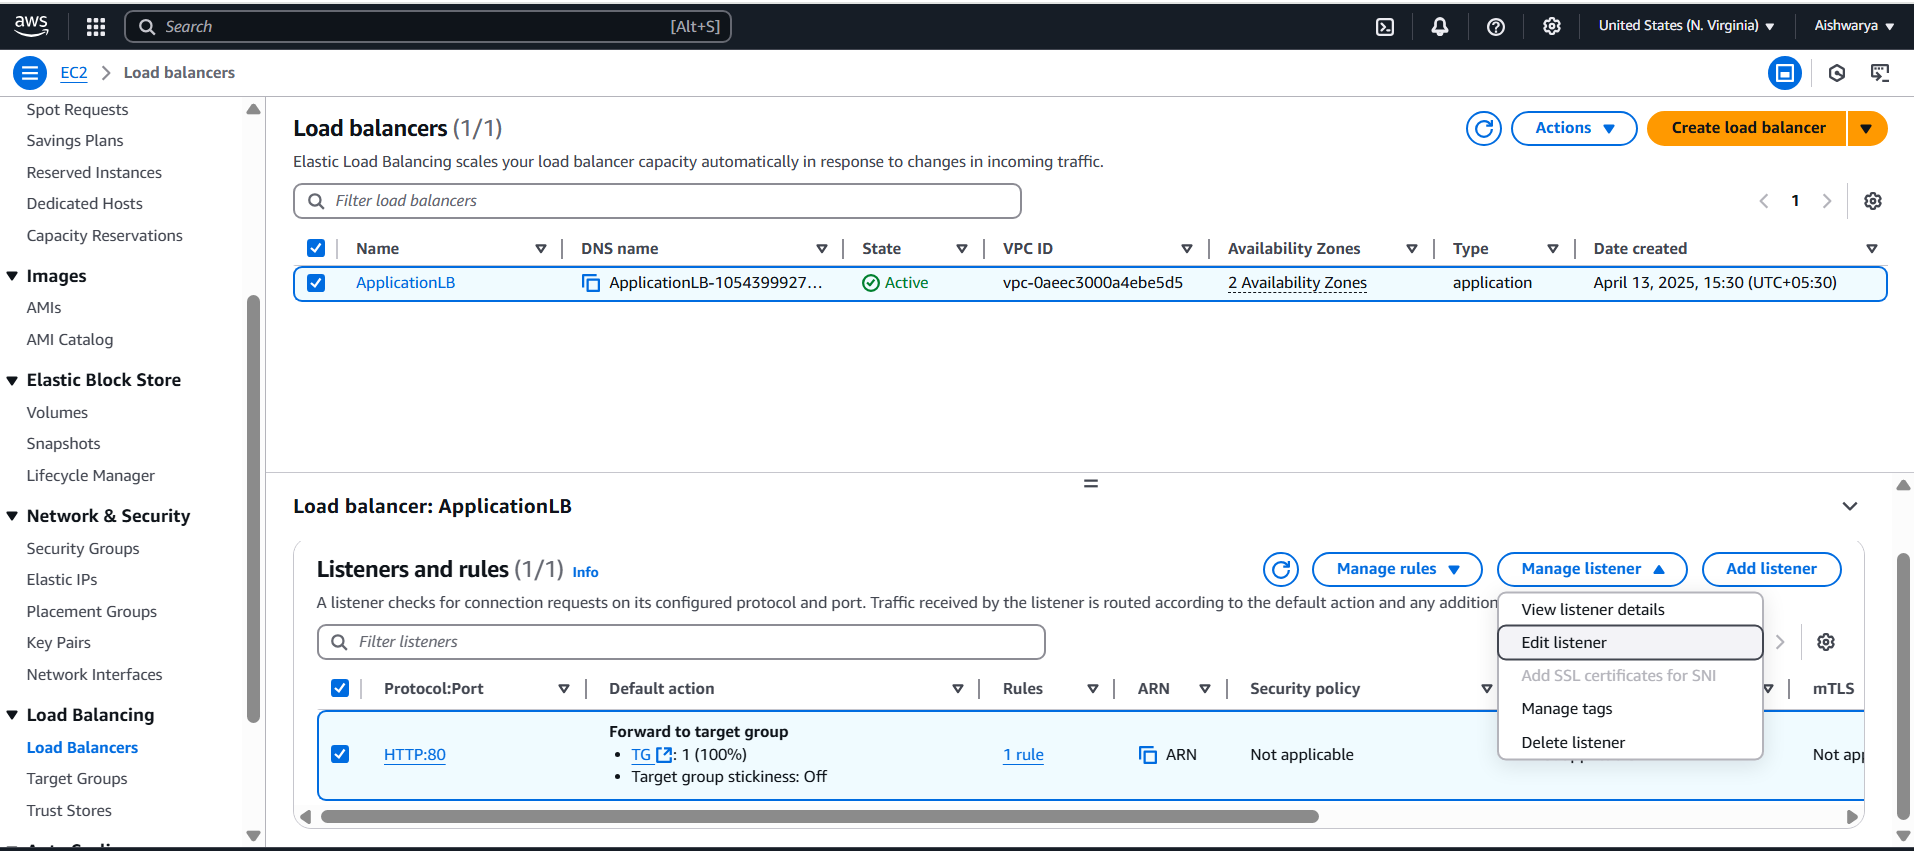 aws
Search [Alt+S]
United States (N. Virginia)
Aishwarya
EC2 > Load balancers
Spot Requests
Savings Plans
Reserved Instances
Dedicated Hosts
Capacity Reservations
Images
AMIs
AMI Catalog
Elastic Block Store
Volumes
Snapshots
Lifecycle Manager
Network & Security
Security Groups
Elastic IPs
Placement Groups
Key Pairs
Network Interfaces
Load Balancing
Load Balancers
Target Groups
Trust Stores
Load balancers (1/1)
Actions
Create load balancer
Elastic Load Balancing scales your load balancer capacity automatically in response to changes in incoming traffic.
Filter load balancers
1
Name DNS name State VPC ID Availability Zones Type Date created
ApplicationLB ApplicationLB-1054399927... Active vpc-0aeec3000a4ebe5d5 2 Availability Zones application April 13, 2025, 15:30 (UTC+05:30)
Load balancer: ApplicationLB
Listeners and rules (1/1) Info
Manage rules
Manage listener
Add listener
A listener checks for connection requests on its configured protocol and port. Traffic received by the listener is routed according to the default action and any addition
Filter listeners
View listener details
Edit listener
Add SSL certificates for SNI
Manage tags
Delete listener
Protocol:Port Default action Rules ARN Security policy mTLS
HTTP:80
Forward to target group
• TG : 1 (100%)
• Target group stickiness: Off
1 rule
ARN
Not applicable
Not app